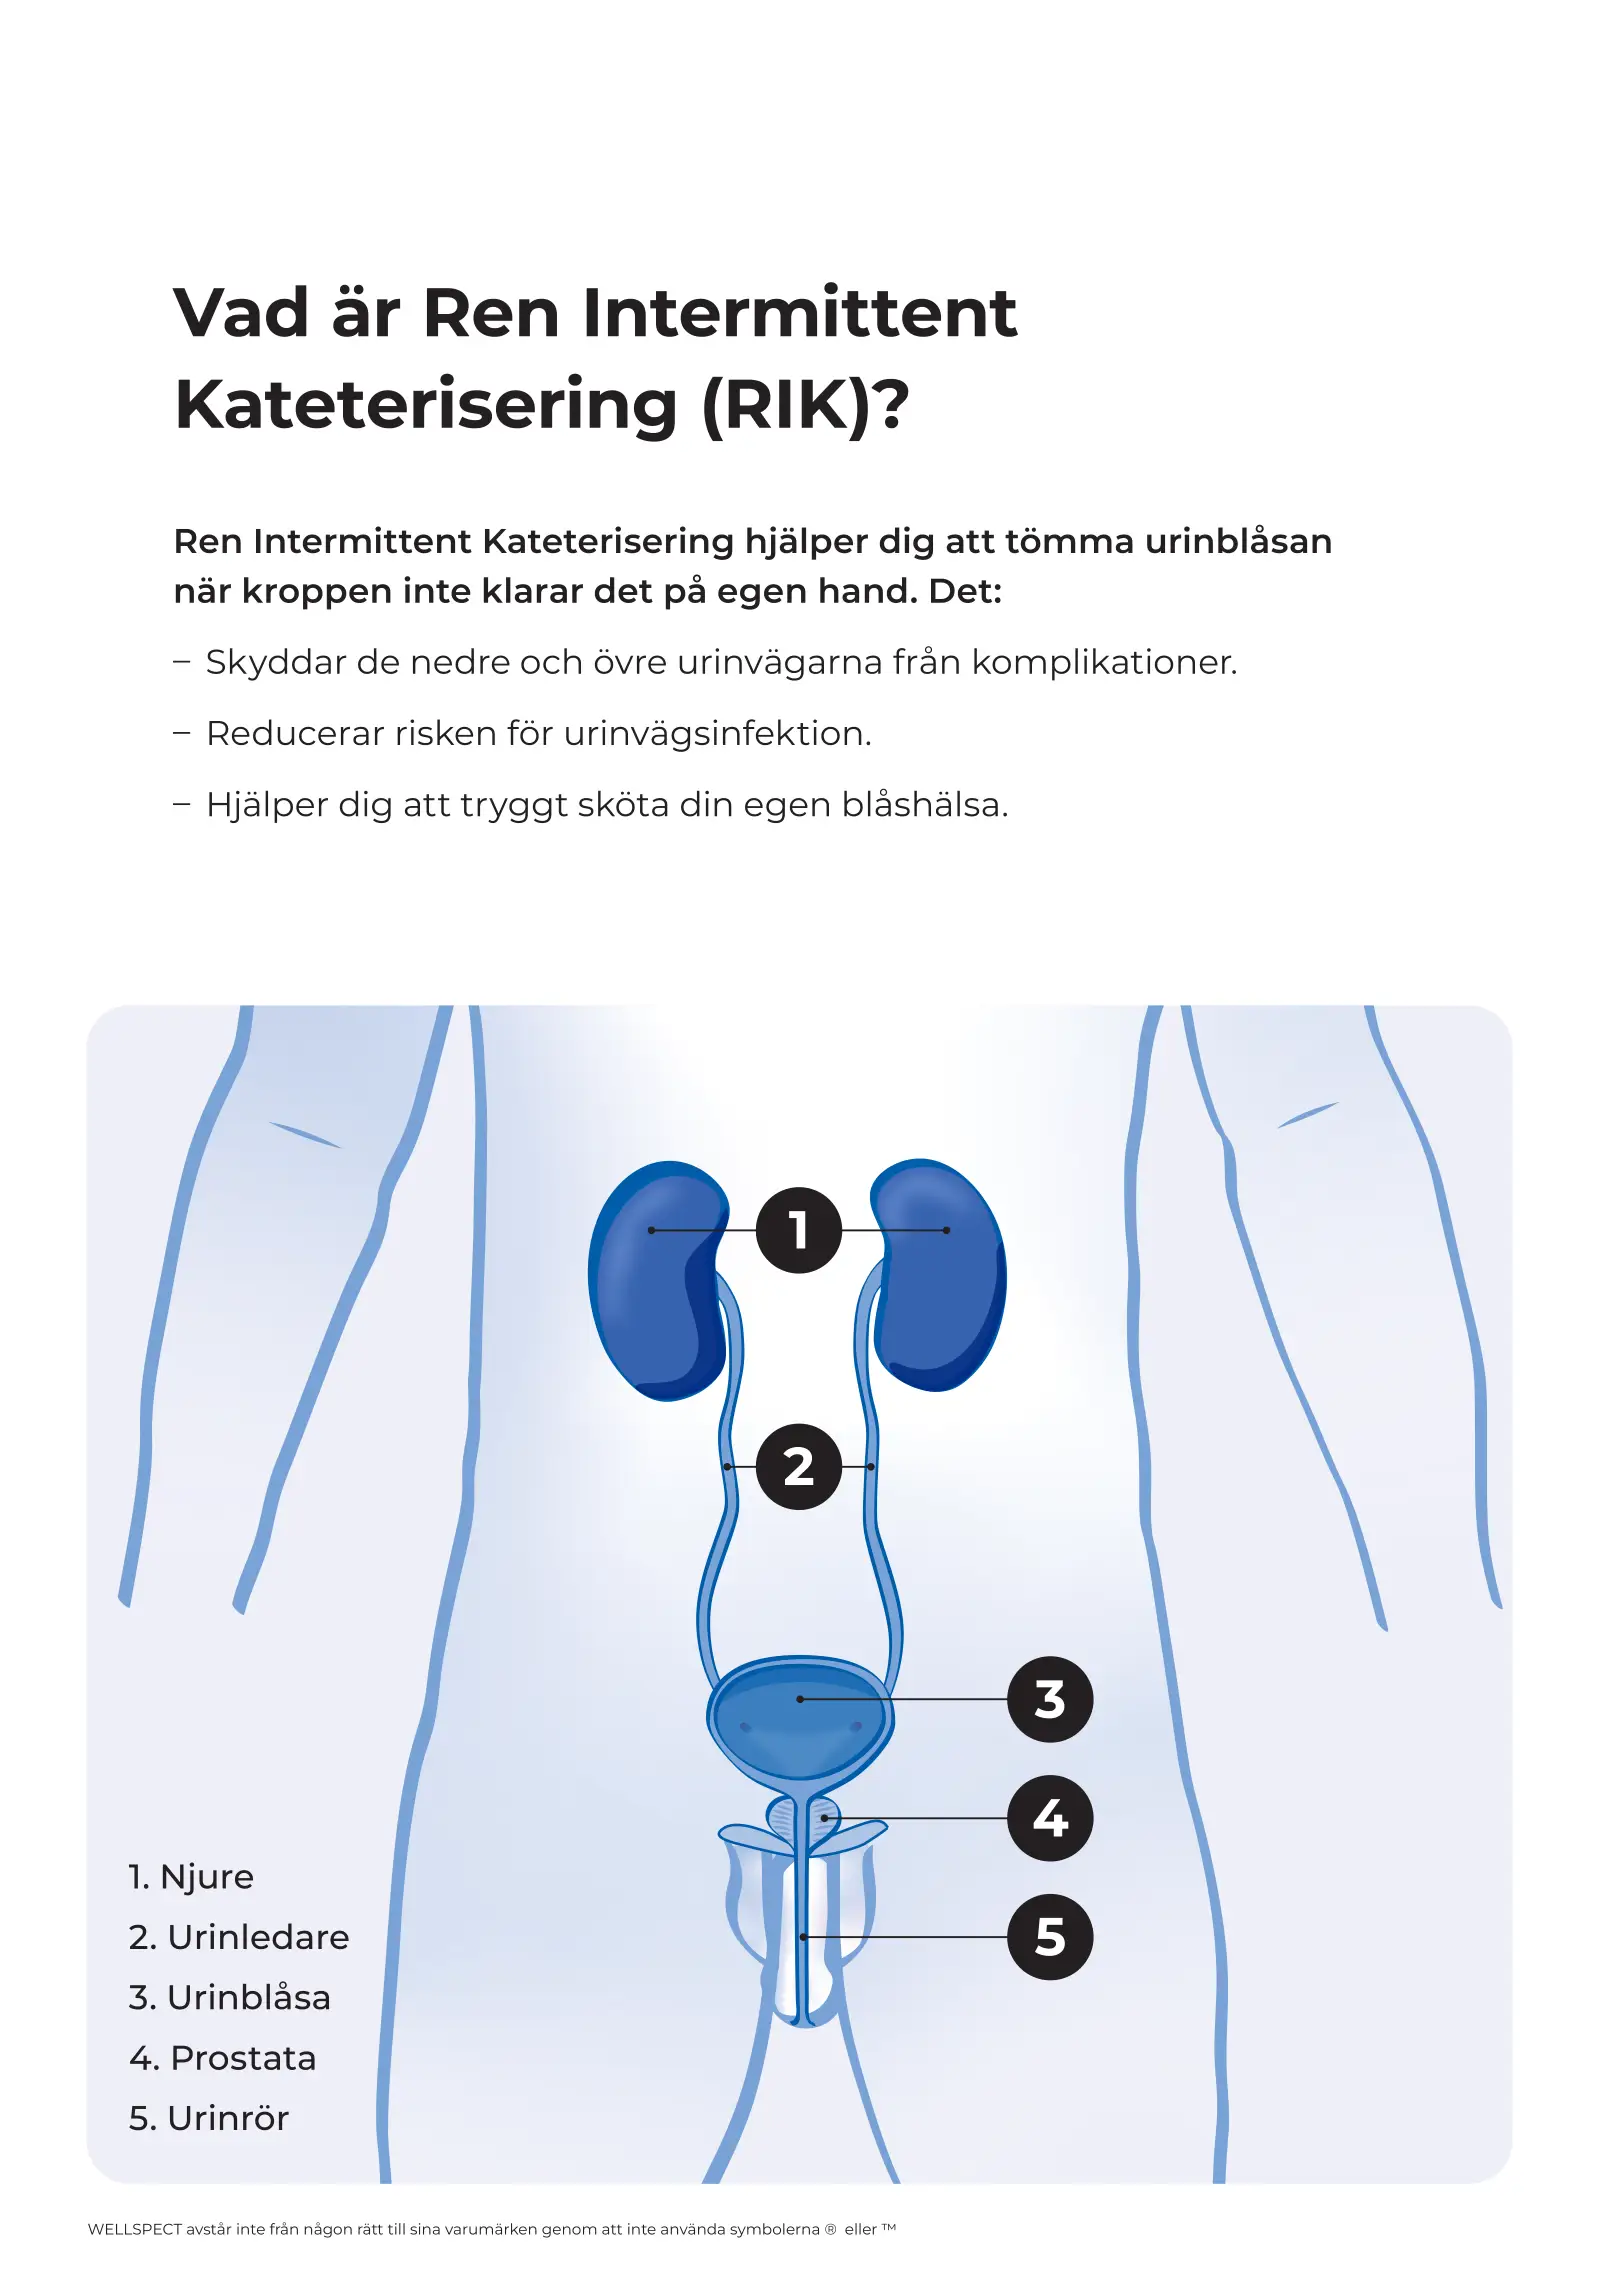 Vad är Ren Intermittent
Kateterisering (RIK)?
Ren Intermittent Kateterisering hjälper dig att tömma urinblåsan
när kroppen inte klarar det på egen hand. Det:
– Skyddar de nedre och övre urinvägarna från komplikationer.
– Reducerar risken för urinvägsinfektion.
– Hjälper dig att tryggt sköta din egen blåshälsa.
1
2
3
4
5
1. Njure
2. Urinledare
3. Urinblåsa
4. Prostata
5. Urinrör
WELLSPECT avstår inte från någon rätt till sina varumärken genom att inte använda symbolerna ® eller ™